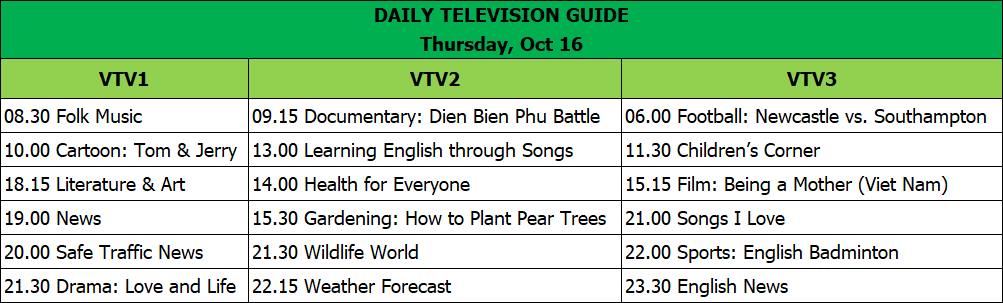 DAILY TELEVISION GUIDE
Thursday, Oct 16
VTV1 VTV2 VTV3
08.30 Folk Music 09.15 Documentary: Dien Bien Phu Battle 06.00 Football: Newcastle vs. Southampton
10.00 Cartoon: Tom & Jerry 13.00 Learning English through Songs 11.30 Children’s Corner
18.15 Literature & Art 14.00 Health for Everyone 15.15 Film: Being a Mother (Viet Nam)
19.00 News 15.30 Gardening: How to Plant Pear Trees 21.00 Songs I Love
20.00 Safe Traffic News 21.30 Wildlife World 22.00 Sports: English Badminton
21.30 Drama: Love and Life 22.15 Weather Forecast 23.30 English News